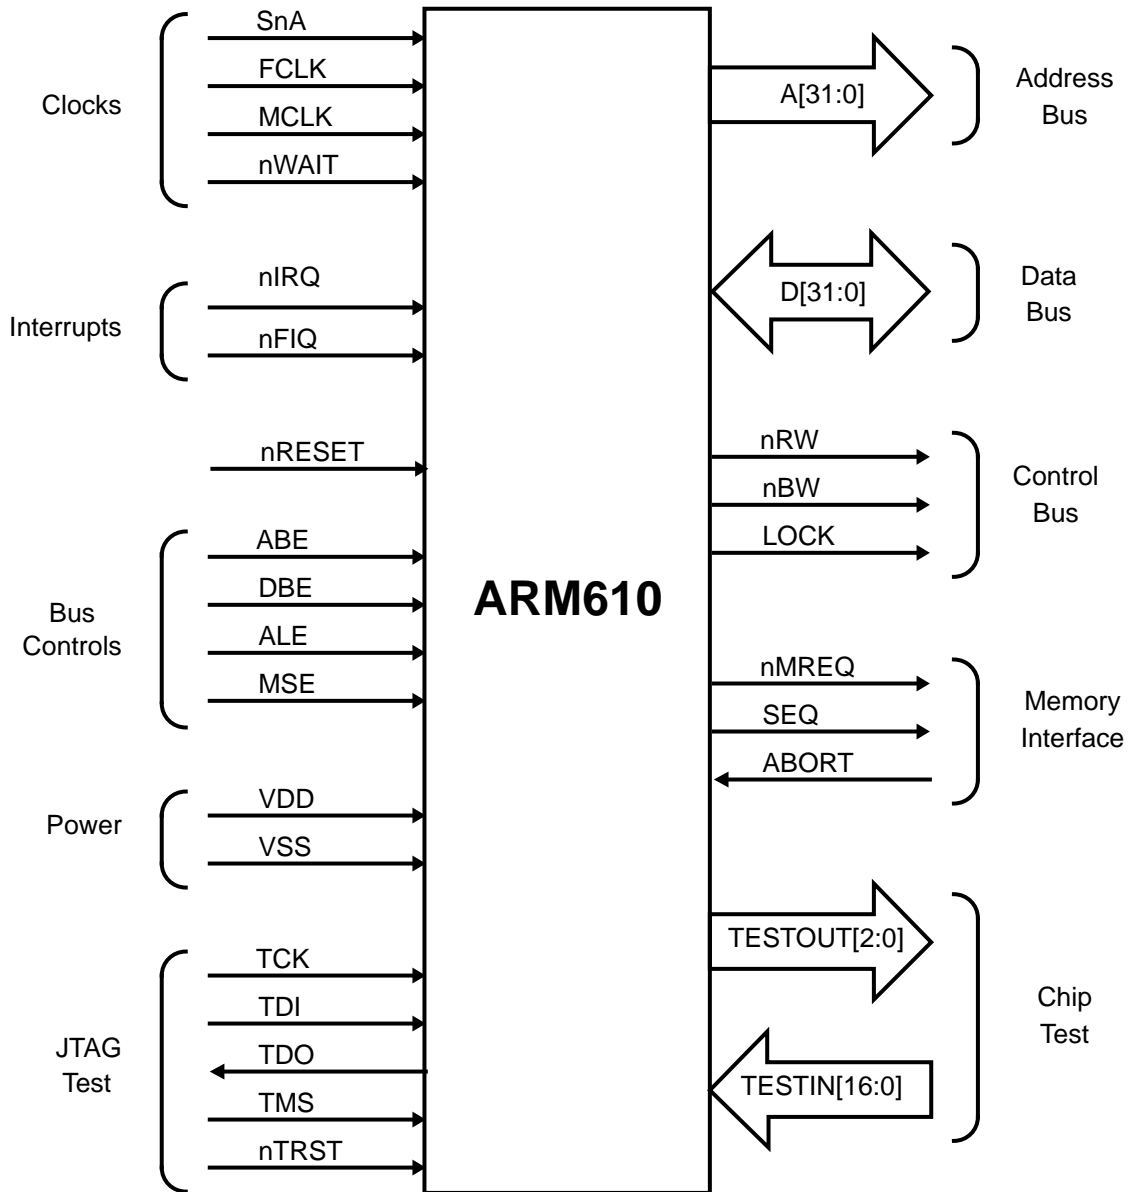 Clocks
SnA
FCLK
MCLK
nWAIT
Interrupts
nIRQ
nFIQ
nRESET
Bus
Controls
ABE
DBE
ALE
MSE
Power
VDD
VSS
JTAG
Test
TCK
TDI
TDO
TMS
nTRST
ARM610
A[31:0]
Address
Bus
D[31:0]
Data
Bus
nRW
nBW
LOCK
Control
Bus
nMREQ
SEQ
ABORT
Memory
Interface
TESTOUT[2:0]
TESTIN[16:0]
Chip
Test